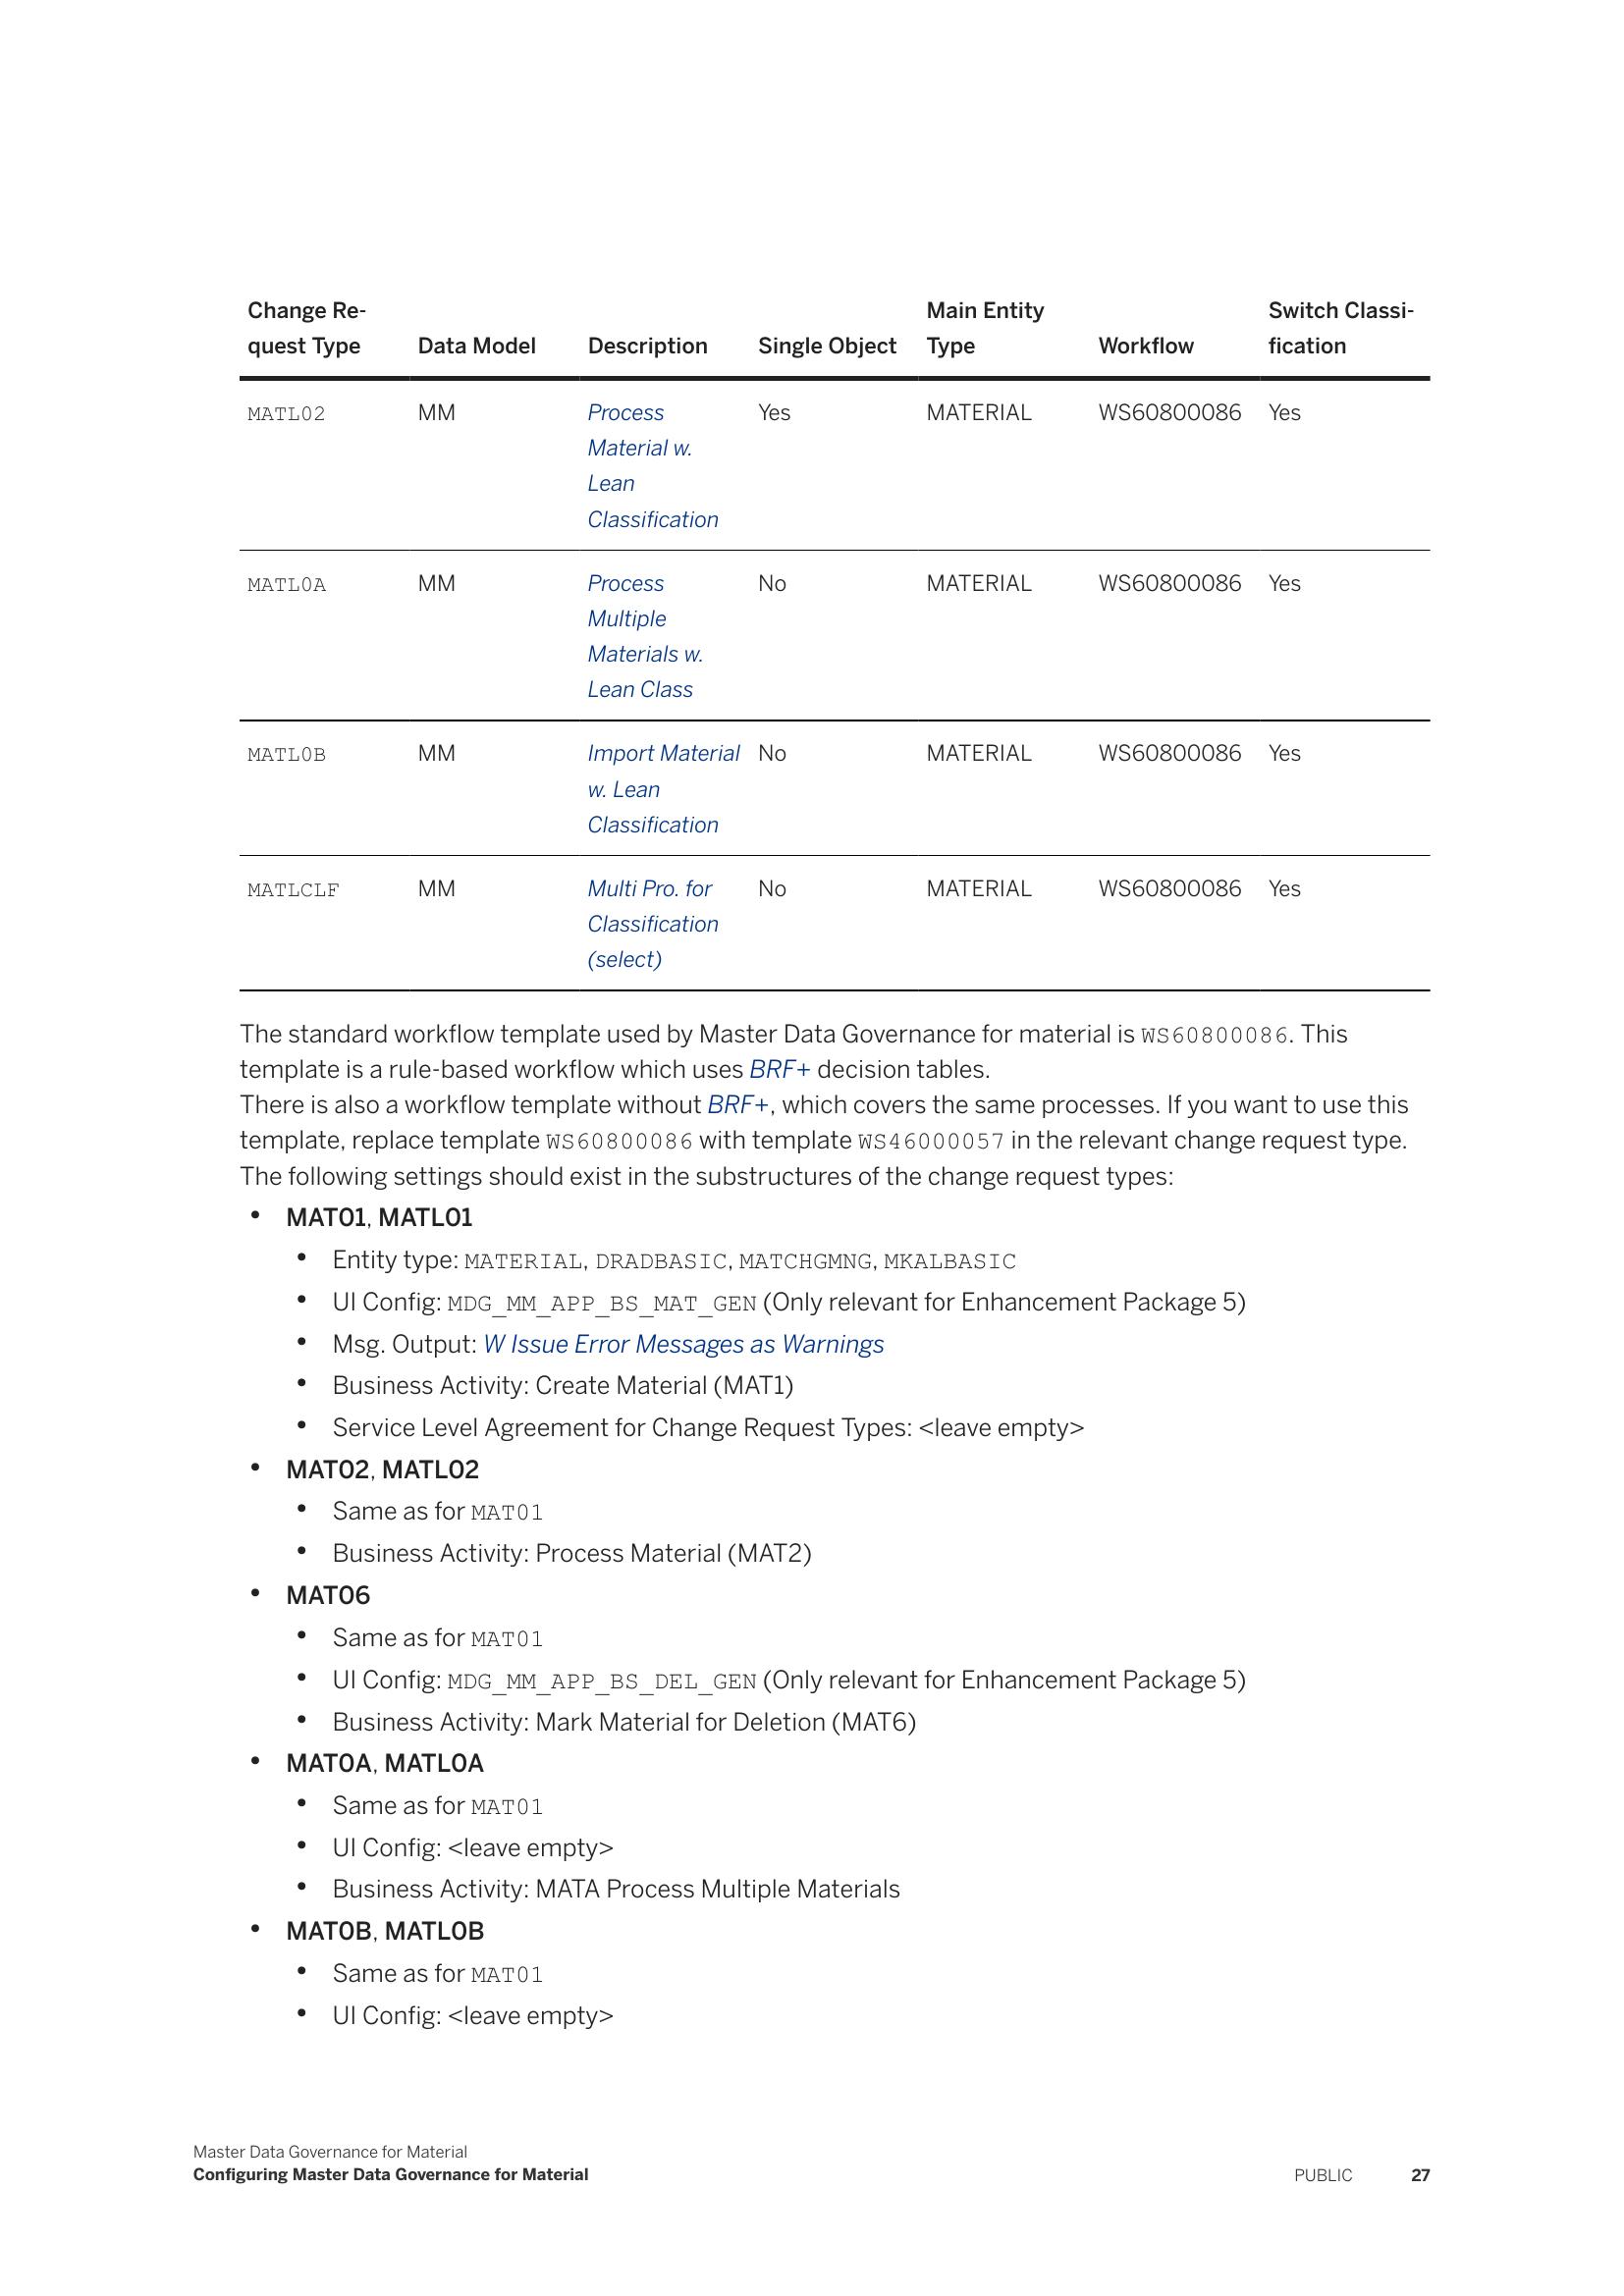 Change Re-
quest Type Data Model Description Single Object Main Entity
Type Workflow Switch Classi-
fication
MATL02 MM Process Yes MATERIAL WS60800086 Yes
Material w.
Lean
Classification
MATL0A MM Process No MATERIAL WS60800086 Yes
Multiple
Materials w.
Lean Class
MATL0B MM Import Material No MATERIAL WS60800086 Yes
w. Lean
Classification
MATLCLF MM Multi Pro. for No MATERIAL WS60800086 Yes
Classification
(select)
The standard workflow template used by Master Data Governance for material is WS60800086. This
template is a rule-based workflow which uses BRF+ decision tables.
There is also a workflow template without BRF+, which covers the same processes. If you want to use this
template, replace template WS60800086 with template WS46000057 in the relevant change request type.
The following settings should exist in the substructures of the change request types:
• MAT01, MATL01
• Entity type: MATERIAL, DRADBASIC, MATCHGMNG, MKALBASIC
• UI Config: MDG_MM_APP_BS_MAT_GEN (Only relevant for Enhancement Package 5)
• Msg. Output: W Issue Error Messages as Warnings
• Business Activity: Create Material (MAT1)
• Service Level Agreement for Change Request Types: <leave empty>
• MAT02, MATL02
• Same as for MAT01
• Business Activity: Process Material (MAT2)
• MAT06
• Same as for MAT01
• UI Config: MDG_MM_APP_BS_DEL_GEN (Only relevant for Enhancement Package 5)
• Business Activity: Mark Material for Deletion (MAT6)
• MAT0A, MATL0A
• Same as for MAT01
• UI Config: <leave empty>
• Business Activity: MATA Process Multiple Materials
• MAT0B, MATL0B
• Same as for MAT01
• UI Config: <leave empty>
Master Data Governance for Material
Configuring Master Data Governance for Material PUBLIC 27